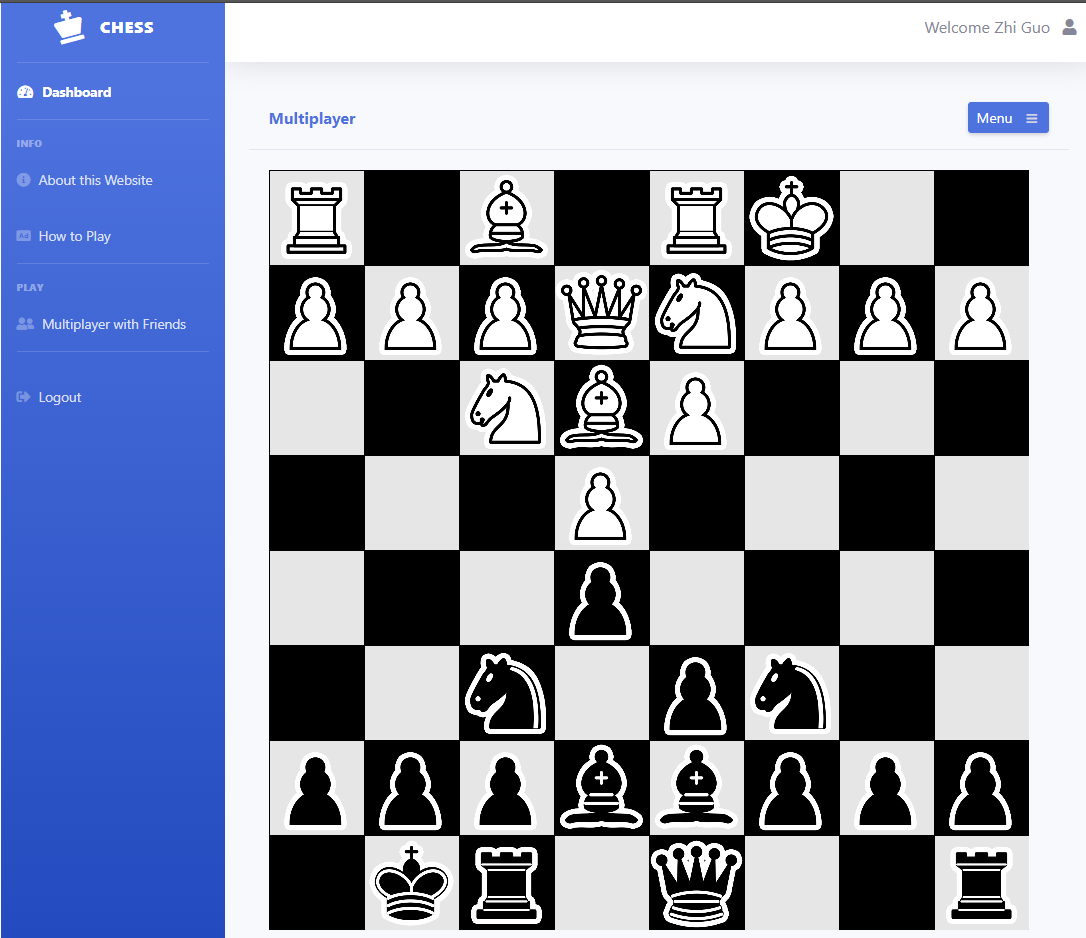 CHESS
Welcome Zhi Guo
Dashboard
INFO
About this Website
Ad How to Play
PLAY
Multiplayer with Friends
Logout
Multiplayer
Menu